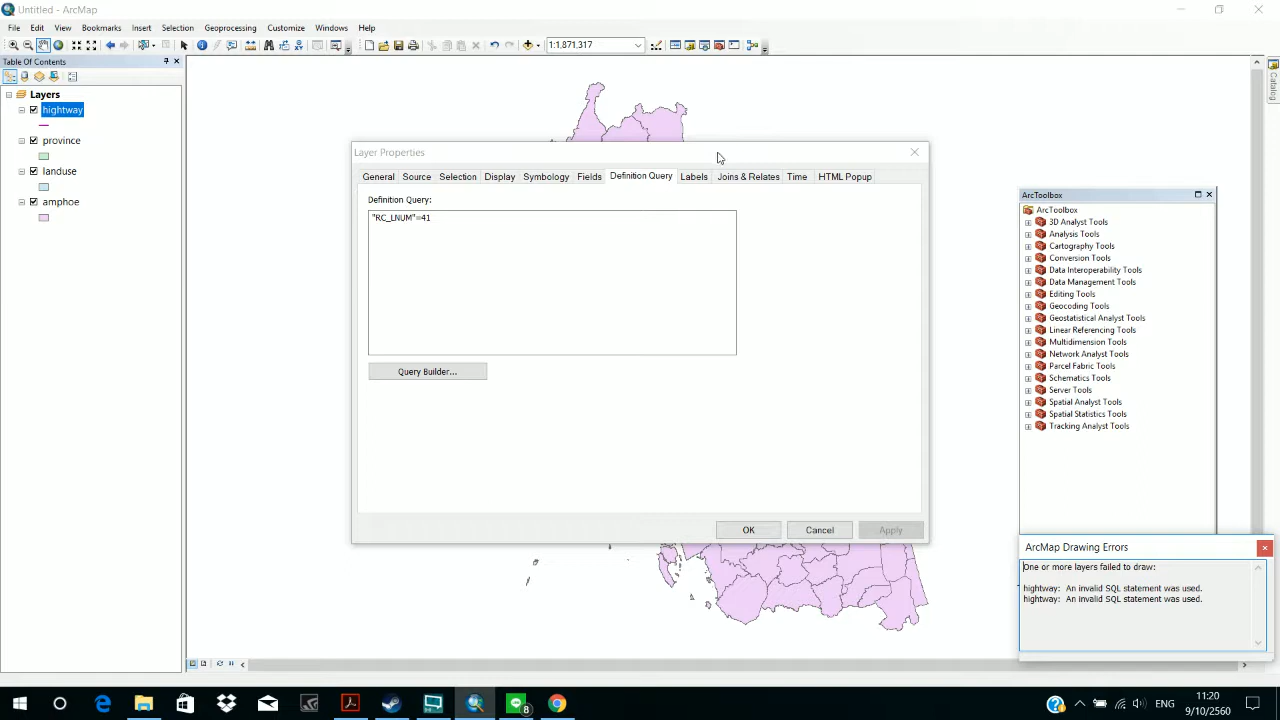 Untitled - ArcMap
File Edit View Bookmarks Insert Selection Geoprocessing Customize Windows Help
1:1,871,317
Table Of Contents
Layers
hightway
province
landuse
amphoe
Layer Properties
General Source Selection Display Symbology Fields Definition Query Labels Joins & Relates Time HTML Popup
Definition Query:
"RC_LNUM"=41
Query Builder...
OK Cancel Apply
Catalog
ArcToolbox
ArcToolbox
3D Analyst Tools
Analysis Tools
Cartography Tools
Conversion Tools
Data Interoperability Tools
Data Management Tools
Editing Tools
Geocoding Tools
Geostatistical Analyst Tools
Linear Referencing Tools
Multidimension Tools
Network Analyst Tools
Parcel Fabric Tools
Schematics Tools
Server Tools
Spatial Analyst Tools
Spatial Statistics Tools
Tracking Analyst Tools
ArcMap Drawing Errors
One or more layers failed to draw:
hightway: An invalid SQL statement was used.
hightway: An invalid SQL statement was used.
8
ENG
11:20
9/10/2560